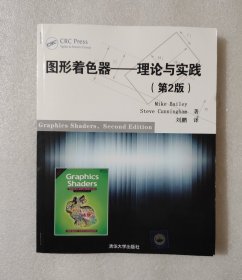 CRC Press
图形着色器——理论与实践
(第2版)
Mike Bailey
Steve Cunningham 著
刘鹏 译
Graphics Shaders, Second Edition
Graphics
Shaders
清华大学出版社